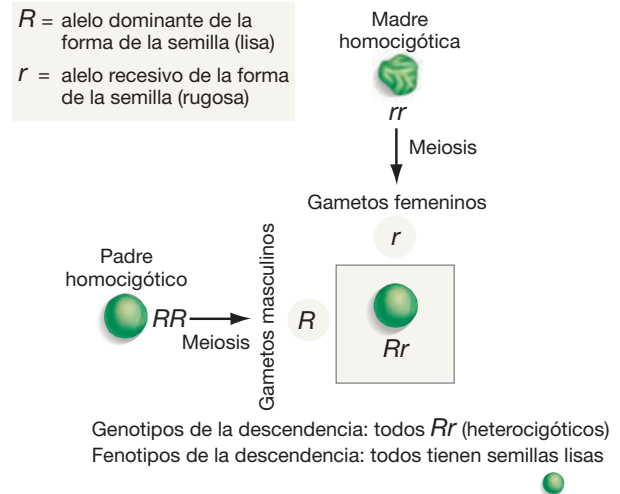 R = alelo dominante de la
forma de la semilla (lisa)
r = alelo recesivo de la forma
de la semilla (rugosa)
Madre
homocigótica
rr
Meiosis
Gametos femeninos
r
Padre
homocigótico
RR
Meiosis
Gametos masculinos
R
Rr
Genotipos de la descendencia: todos Rr (heterocigóticos)
Fenotipos de la descendencia: todos tienen semillas lisas